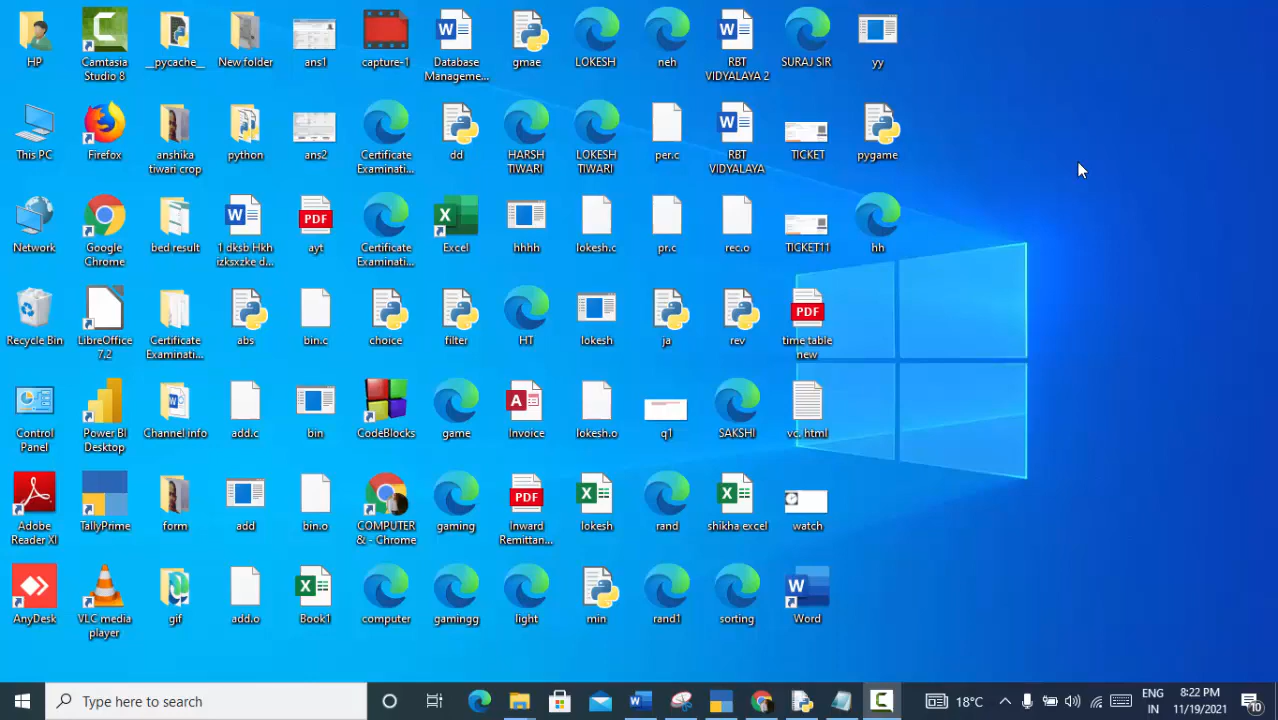 HP
Camtasia
Studio 8
__pycache__
New folder
ans1
capture-1
Database
Manageme...
gmae
LOKESH
neh
RBT
VIDYALAYA 2
SURAJ SIR
yy
This PC
Firefox
anshika
tiwari crop
python
ans2
Certificate
Examinati...
dd
HARSH
TIWARI
LOKESH
TIWARI
per.c
RBT
VIDYALAYA
TICKET
pygame
Network
Google
Chrome
bed result
1 dksb Hkh
izksxzke d...
PDF
ayt
Certificate
Examinati...
Excel
hhhh
lokesh.c
pr.c
rec.o
TICKET11
hh
Recycle Bin
LibreOffice
7.2
Certificate
Examinati...
abs
bin.c
choice
filter
HT
lokesh
ja
rev
PDF
time table
new
Control
Panel
Power BI
Desktop
Channel info
add.c
bin
CodeBlocks
game
Invoice
lokesh.o
q1
SAKSHI
vc. html
Adobe
Reader XI
TallyPrime
form
add
bin.o
COMPUTER
& - Chrome
gaming
PDF
Inward
Remittan...
lokesh
rand
shikha excel
watch
AnyDesk
VLC media
player
gif
add.o
Book1
computer
gamingg
light
min
rand1
sorting
Word
Type here to search
18°C
ENG
IN
8:22 PM
11/19/2021
10